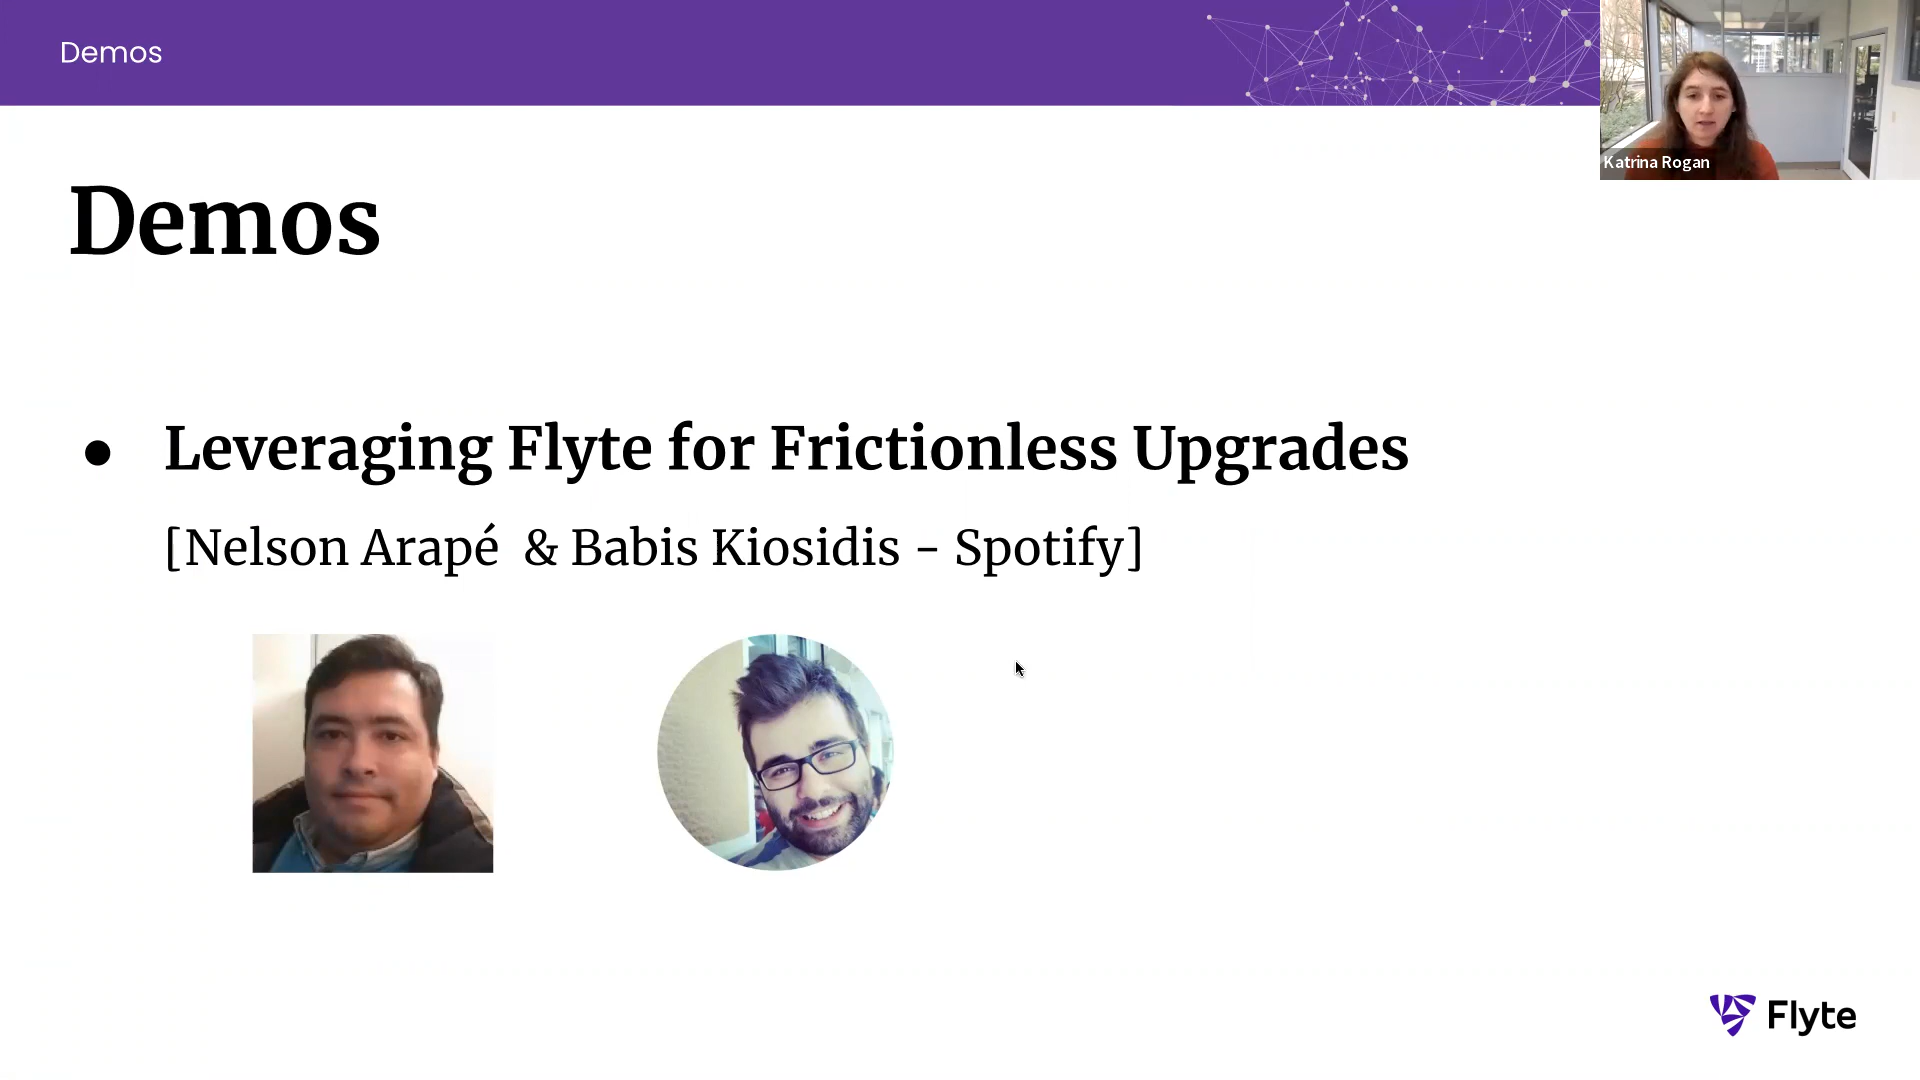 Demos
Katrina Rogan
Demos
● Leveraging Flyte for Frictionless Upgrades
[Nelson Arapé & Babis Kiosidis - Spotify]
Flyte